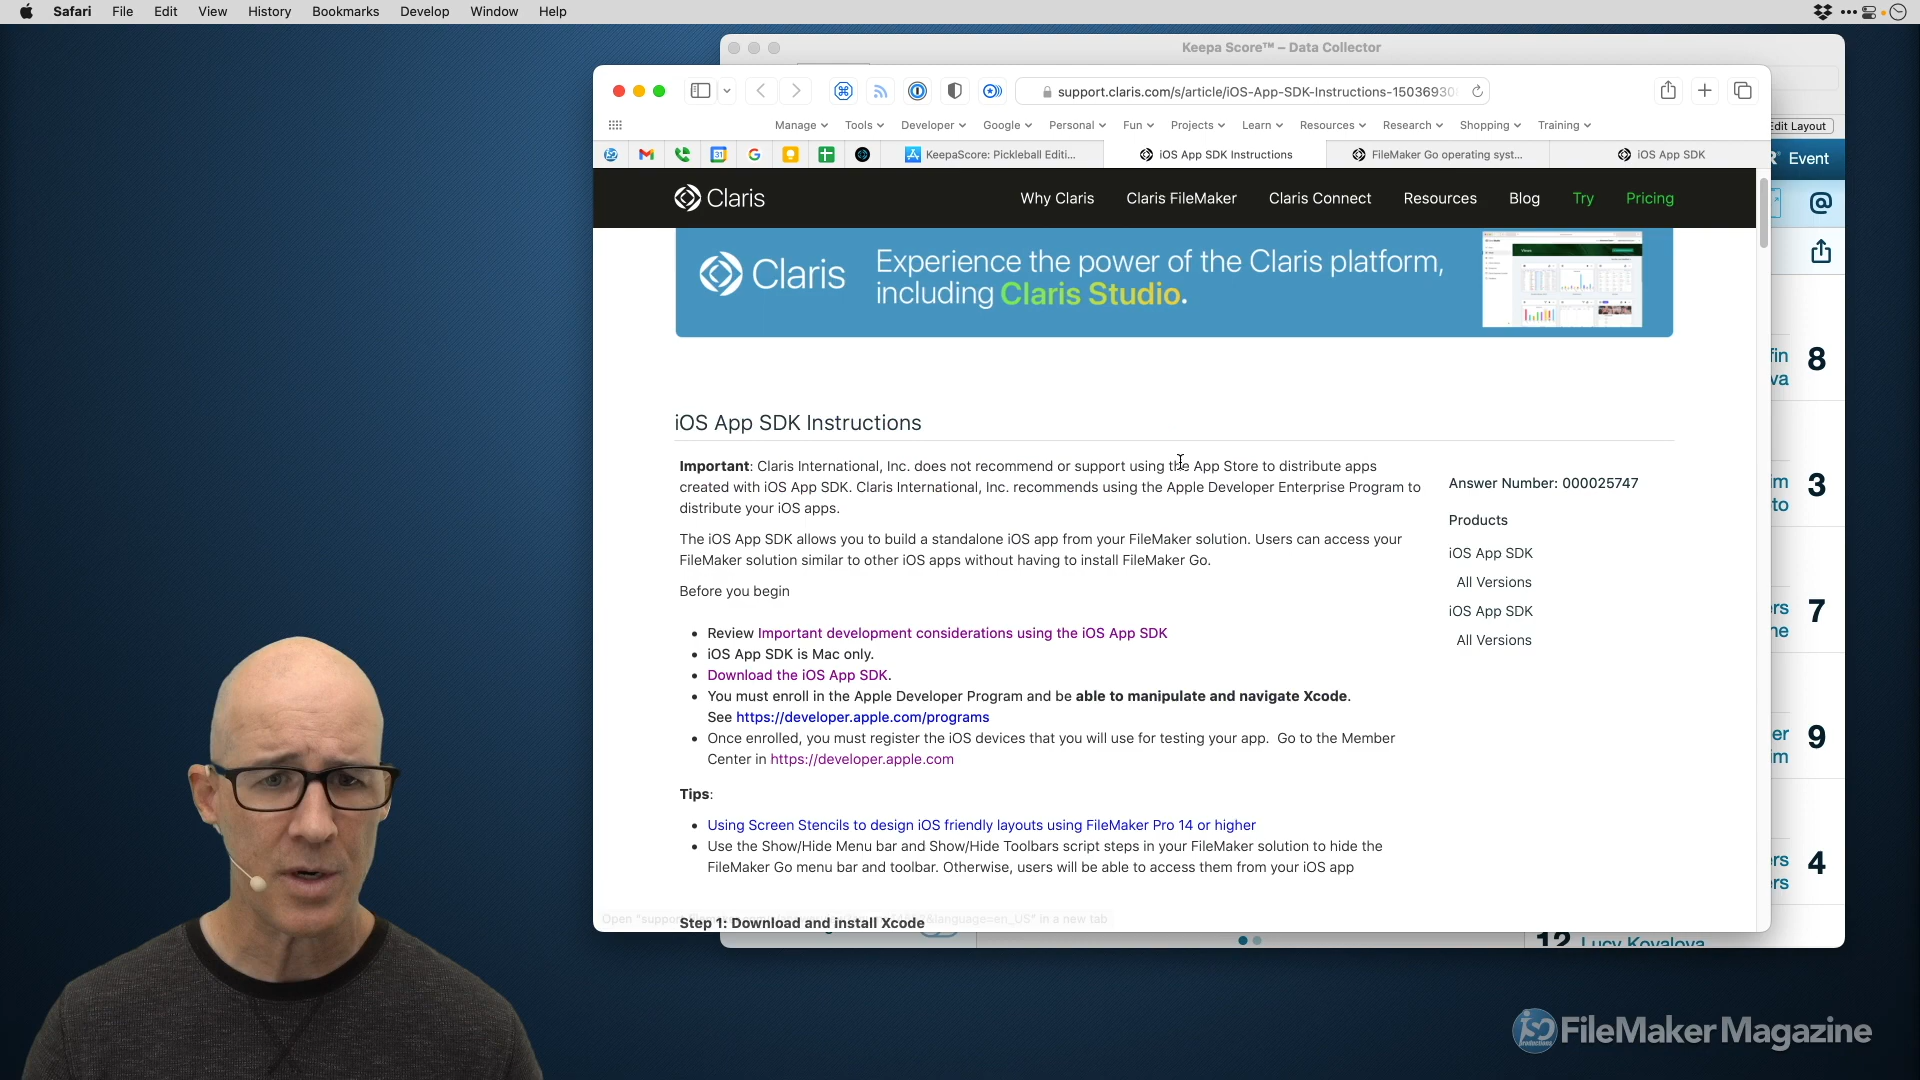 Safari File Edit View History Bookmarks Develop Window Help
Keepa Score™ – Data Collector
support.claris.com/s/article/iOS-App-SDK-Instructions-15036930
Manage Tools Developer Google Personal Fun Projects Learn Resources Research Shopping Training
Edit Layout
KeepaScore: Pickleball Editi... iOS App SDK Instructions FileMaker Go operating syst... iOS App SDK
Event
Claris Why Claris Claris FileMaker Claris Connect Resources Blog Try Pricing
Claris
Experience the power of the Claris platform,
including Claris Studio.
iOS App SDK Instructions
Important: Claris International, Inc. does not recommend or support using the App Store to distribute apps
created with iOS App SDK. Claris International, Inc. recommends using the Apple Developer Enterprise Program to
distribute your iOS apps.
The iOS App SDK allows you to build a standalone iOS app from your FileMaker solution. Users can access your
FileMaker solution similar to other iOS apps without having to install FileMaker Go.
Before you begin
• Review Important development considerations using the iOS App SDK
• iOS App SDK is Mac only.
• Download the iOS App SDK.
• You must enroll in the Apple Developer Program and be able to manipulate and navigate Xcode.
See https://developer.apple.com/programs
• Once enrolled, you must register the iOS devices that you will use for testing your app. Go to the Member
Center in https://developer.apple.com
Tips:
• Using Screen Stencils to design iOS friendly layouts using FileMaker Pro 14 or higher
• Use the Show/Hide Menu bar and Show/Hide Toolbars script steps in your FileMaker solution to hide the
FileMaker Go menu bar and toolbar. Otherwise, users will be able to access them from your iOS app
Step 1: Download and install Xcode
Answer Number: 000025747
Products
iOS App SDK
All Versions
iOS App SDK
All Versions
8
3
7
9
4
12 Lucy Kovalova
FileMaker Magazine